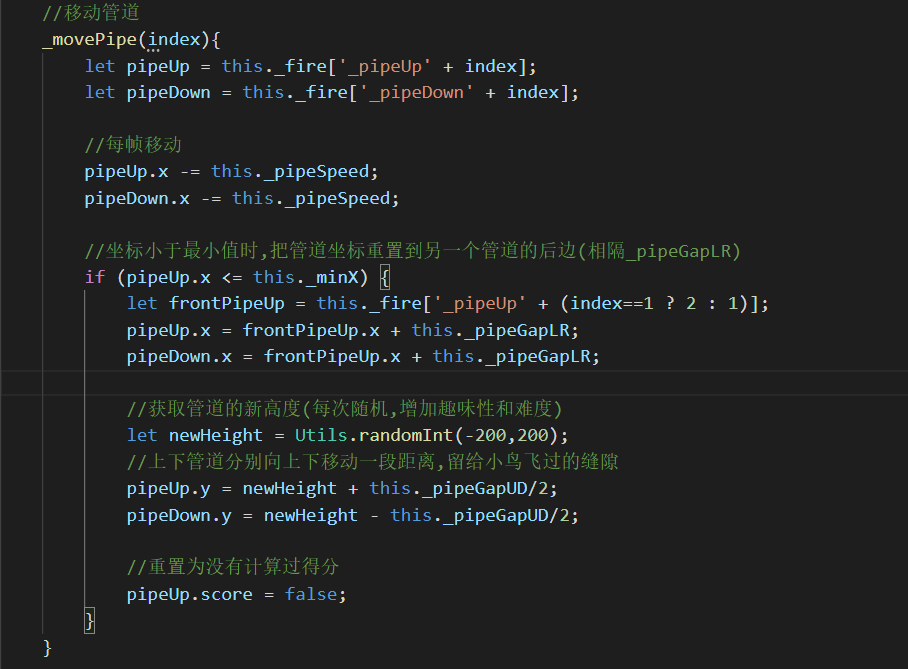 //移动管道
_movePipe(index){
let pipeUp = this._fire['_pipeUp' + index];
let pipeDown = this._fire['_pipeDown' + index];
//每帧移动
pipeUp.x -= this._pipeSpeed;
pipeDown.x -= this._pipeSpeed;
//坐标小于最小值时,把管道坐标重置到另一个管道的后边(相隔_pipeGapLR)
if (pipeUp.x <= this._minX) {
let frontPipeUp = this._fire['_pipeUp' + (index==1 ? 2 : 1)];
pipeUp.x = frontPipeUp.x + this._pipeGapLR;
pipeDown.x = frontPipeUp.x + this._pipeGapLR;
//获取管道的新高度(每次随机,增加趣味性和难度)
let newHeight = Utils.randomInt(-200,200);
//上下管道分别向上下移动一段距离,留给小鸟飞过的缝隙
pipeUp.y = newHeight + this._pipeGapUD/2;
pipeDown.y = newHeight - this._pipeGapUD/2;
//重置为没有计算过得分
pipeUp.score = false;
}
}